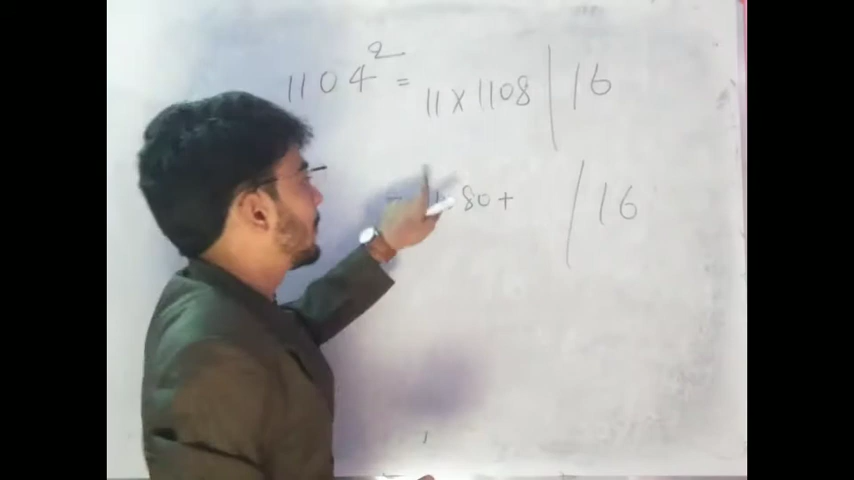 1104² = 11 x 1108 | 16
80 + / 16